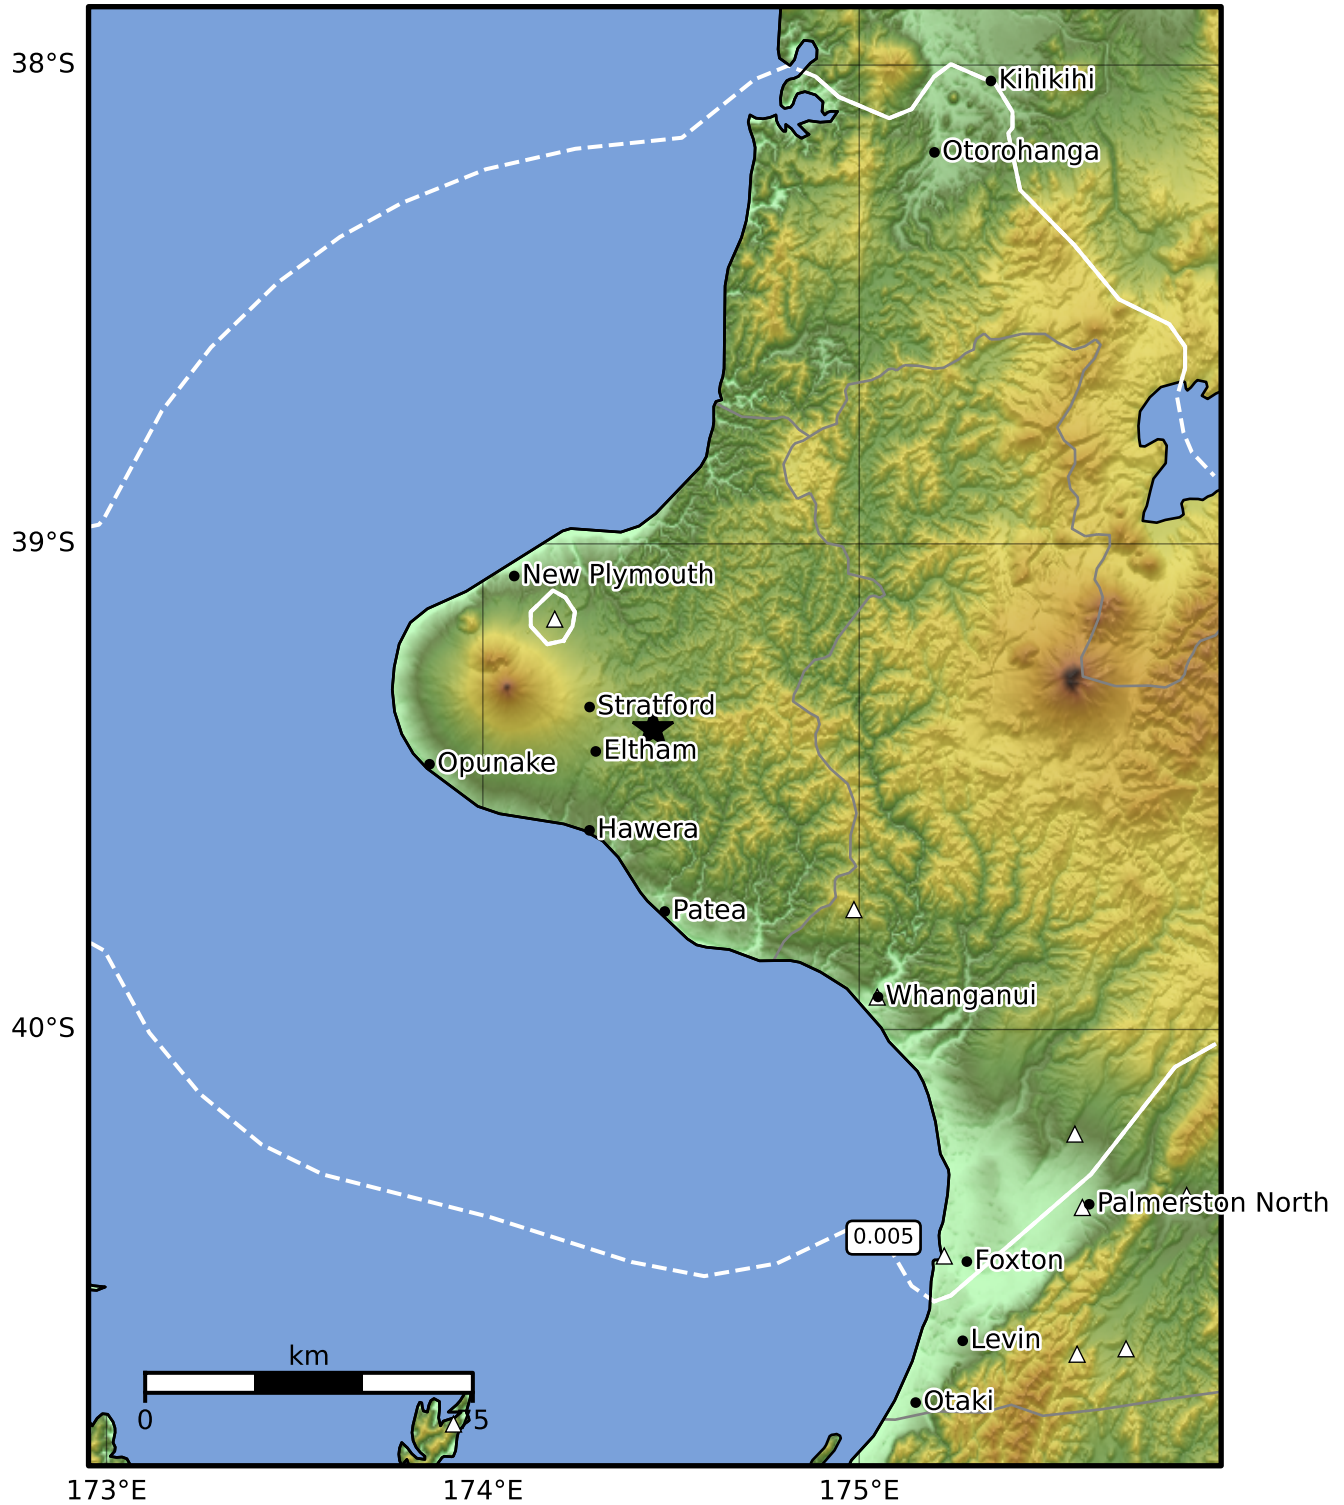 38°S
Kihikihi
Otorohanga
39°S
New Plymouth
Stratford
Eltham
Opunake
Hawera
Patea
Whanganui
40°S
Palmerston North
0.005
Foxton
Levin
km
Otaki
0
5
173°E
174°E
175°E